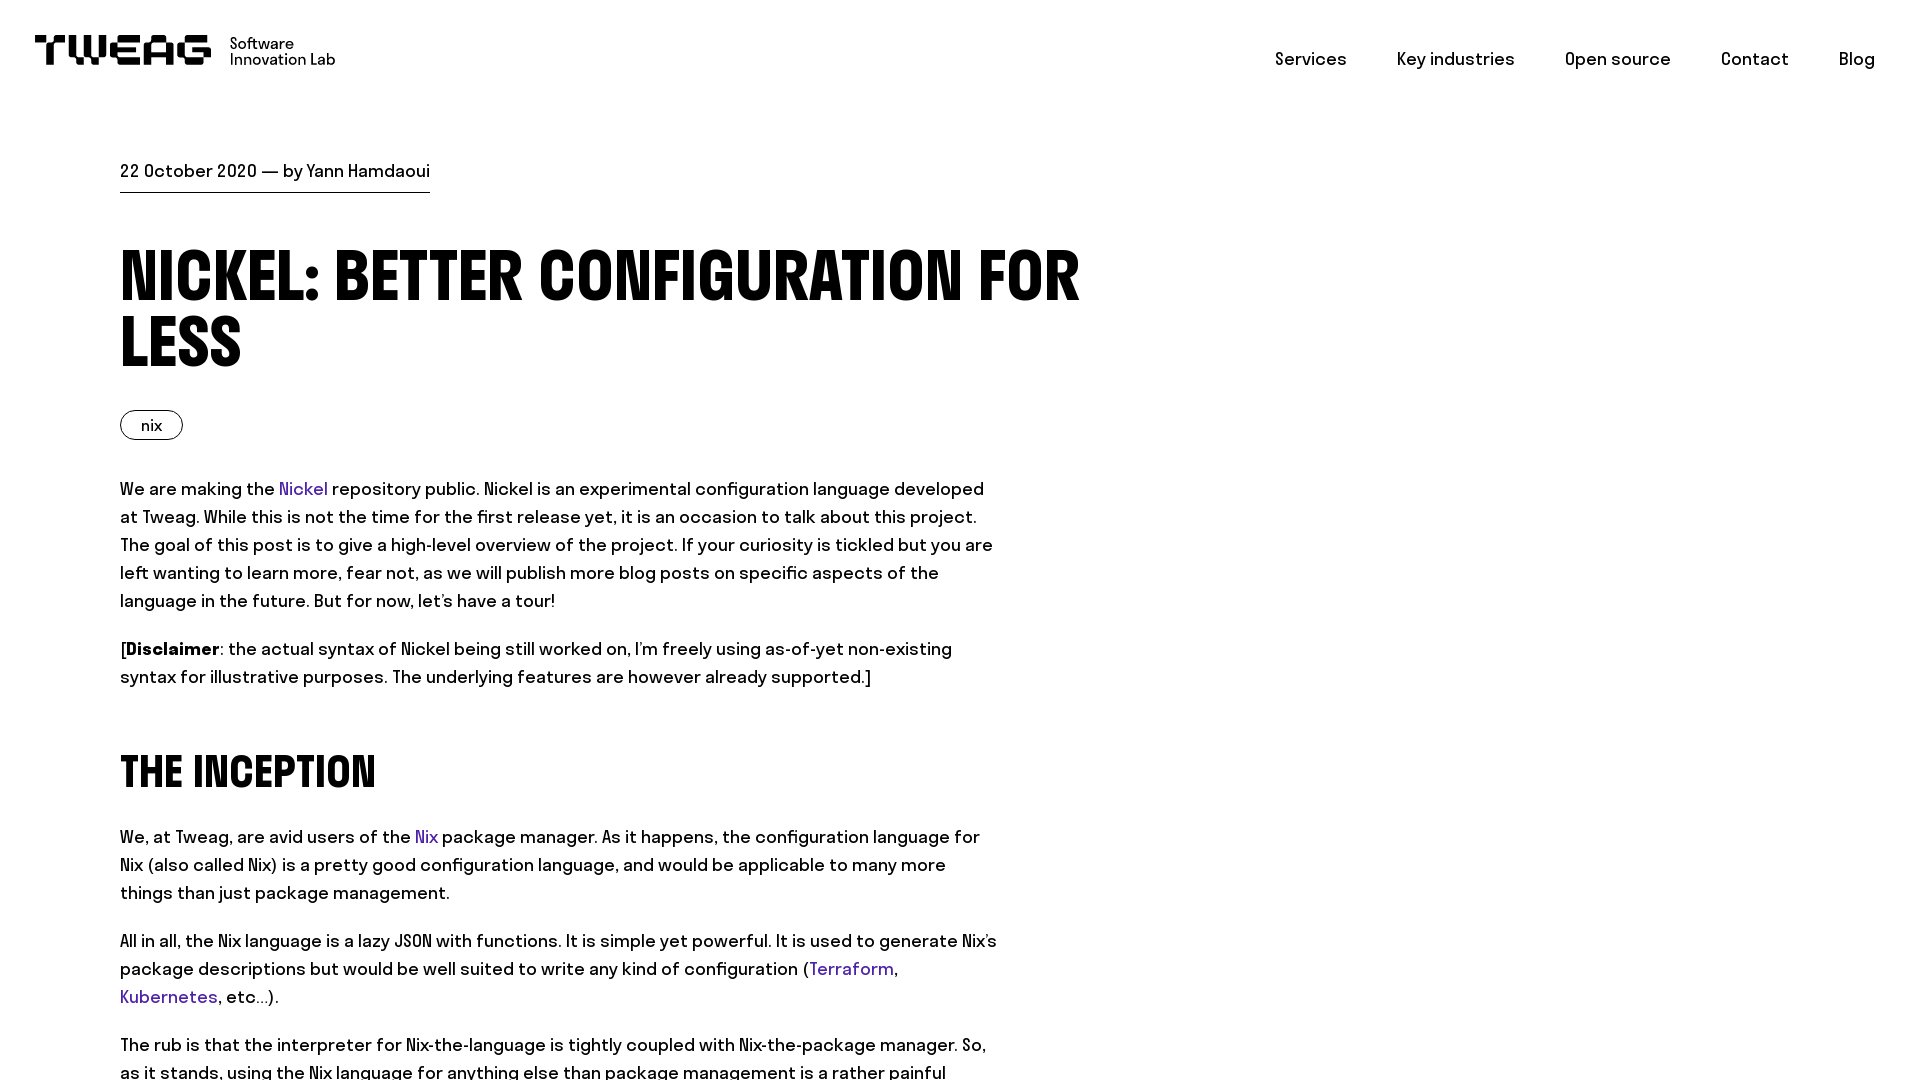 TWEAG
Software
Innovation Lab
Services
Key industries
Open source
Contact
Blog
22 October 2020 — by Yann Hamdaoui
NICKEL: BETTER CONFIGURATION FOR
LESS
nix
We are making the Nickel repository public. Nickel is an experimental configuration language developed
at Tweag. While this is not the time for the first release yet, it is an occasion to talk about this project.
The goal of this post is to give a high-level overview of the project. If your curiosity is tickled but you are
left wanting to learn more, fear not, as we will publish more blog posts on specific aspects of the
language in the future. But for now, let’s have a tour!
[Disclaimer: the actual syntax of Nickel being still worked on, I’m freely using as-of-yet non-existing
syntax for illustrative purposes. The underlying features are however already supported.]
THE INCEPTION
We, at Tweag, are avid users of the Nix package manager. As it happens, the configuration language for
Nix (also called Nix) is a pretty good configuration language, and would be applicable to many more
things than just package management.
All in all, the Nix language is a lazy JSON with functions. It is simple yet powerful. It is used to generate Nix’s
package descriptions but would be well suited to write any kind of configuration (Terraform,
Kubernetes, etc…).
The rub is that the interpreter for Nix-the-language is tightly coupled with Nix-the-package manager. So,
as it stands, using the Nix language for anything else than package management is a rather painful